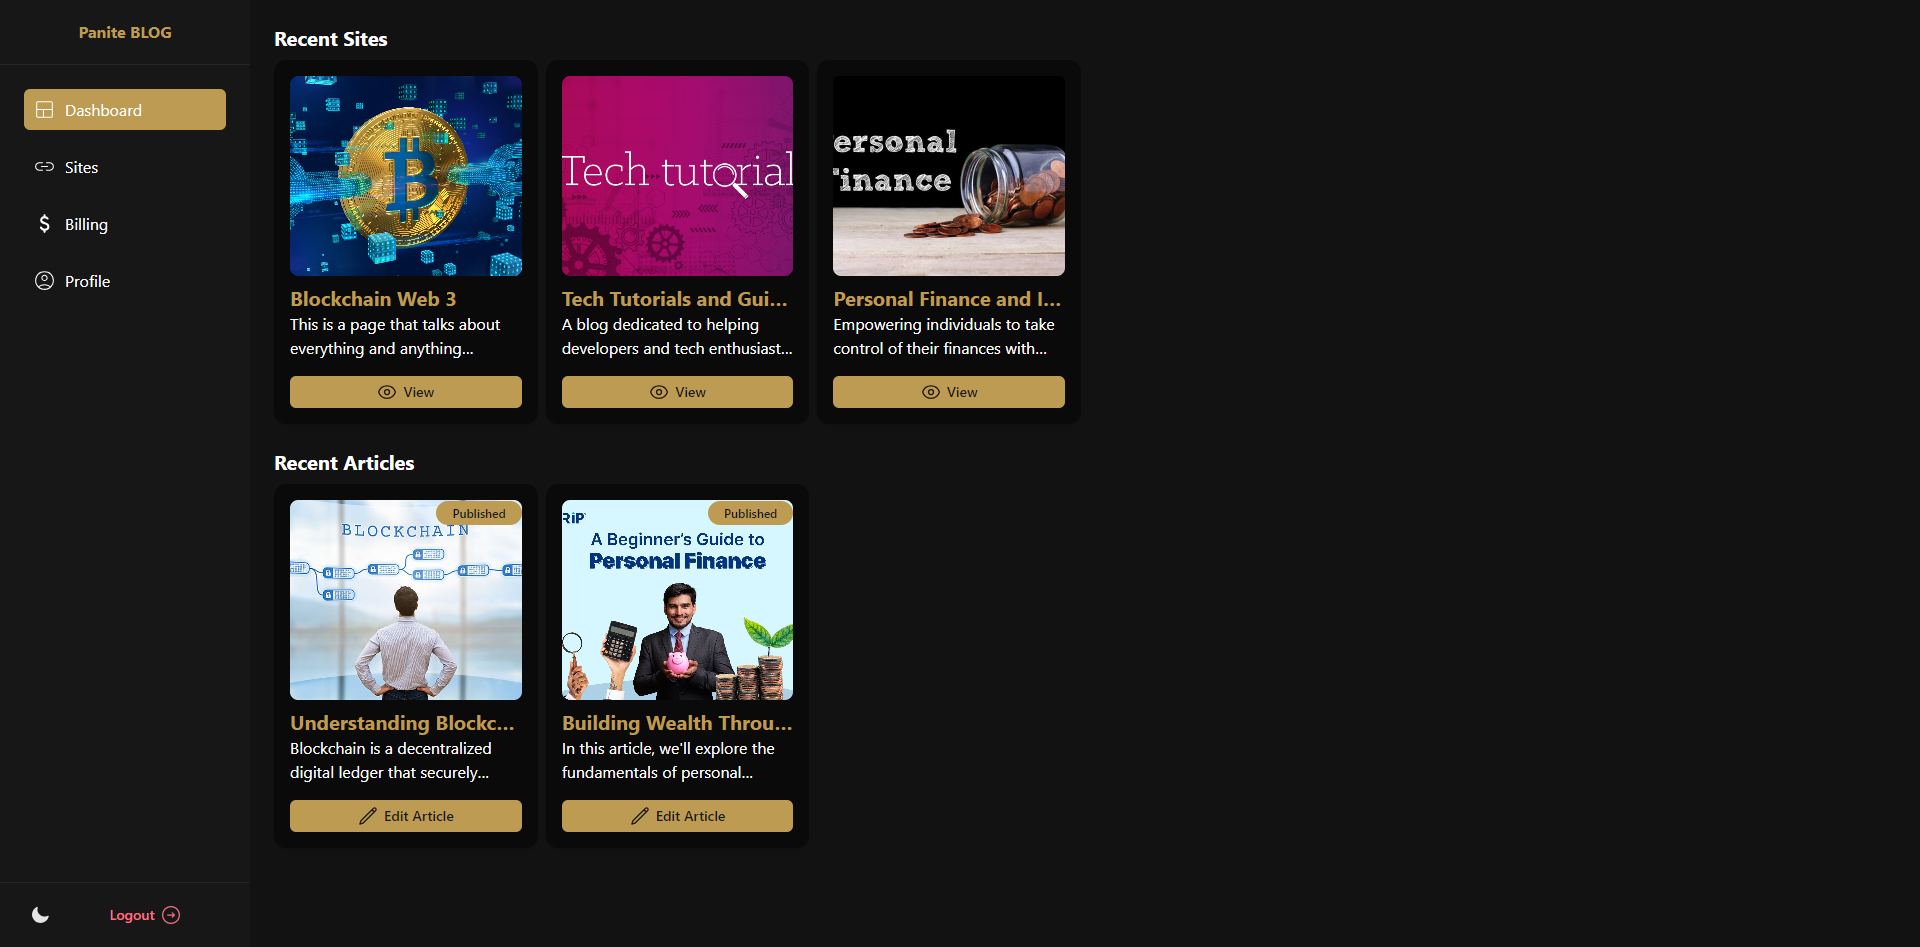 Panite BLOG
Dashboard
Sites
Billing
Profile
Logout
Recent Sites
Tech tutorial
ersonal
inance
Blockchain Web 3
This is a page that talks about
everything and anything...
View
Tech Tutorials and Gui...
A blog dedicated to helping
developers and tech enthusiast...
View
Personal Finance and I...
Empowering individuals to take
control of their finances with...
View
Recent Articles
Published
BLOCKCHAIN
Understanding Blockc...
Blockchain is a decentralized
digital ledger that securely...
Edit Article
Published
RiP
A Beginner's Guide to
Personal Finance
Building Wealth Throu...
In this article, we'll explore the
fundamentals of personal...
Edit Article